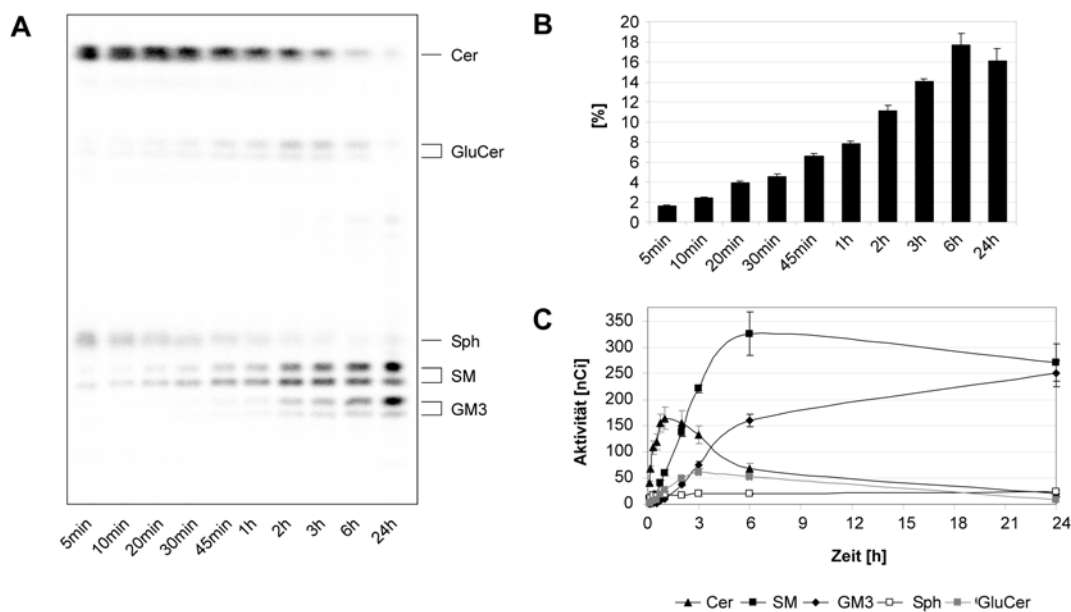 A
Cer
GluCer
Sph
SM
GM3
5min 10min 20min 30min 45min 1h 2h 3h 6h 24h
B
[%]
20
18
16
14
12
10
8
6
4
2
0
5min 10min 20min 30min 45min 1h 2h 3h 6h 24h
C
Aktivität [nCi]
350
300
250
200
150
100
50
0
0 3 6 9 12 15 18 21 24
Zeit [h]
Cer SM GM3 Sph GluCer